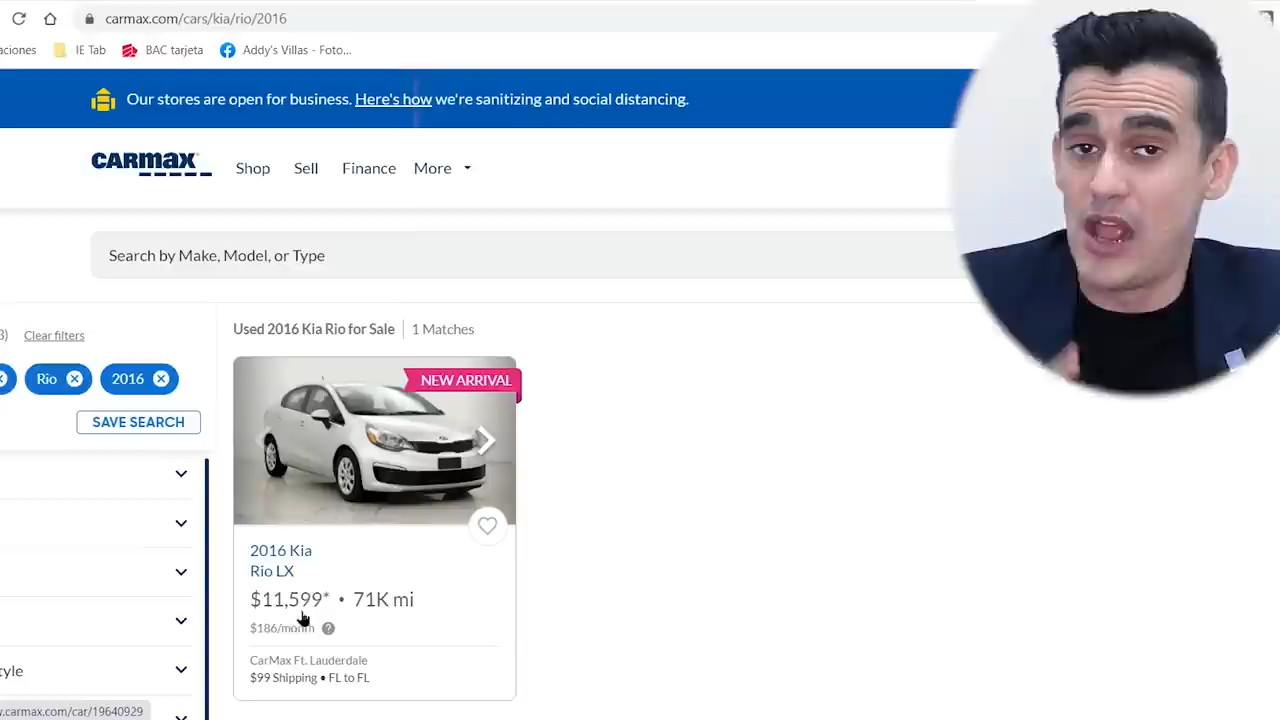 carmax.com/cars/kia/rio/2016
aciones IE Tab BAC tarjeta Addy's Villas - Foto...
Our stores are open for business. Here's how we're sanitizing and social distancing.
CARMAX
Shop Sell Finance More
Search by Make, Model, or Type
3) Clear filters
Used 2016 Kia Rio for Sale 1 Matches
Rio 2016
NEW ARRIVAL
SAVE SEARCH
2016 Kia
Rio LX
$11,599* • 71K mi
$186/month
CarMax Ft. Lauderdale
$99 Shipping • FL to FL
tyle
w.carmax.com/car/19640929